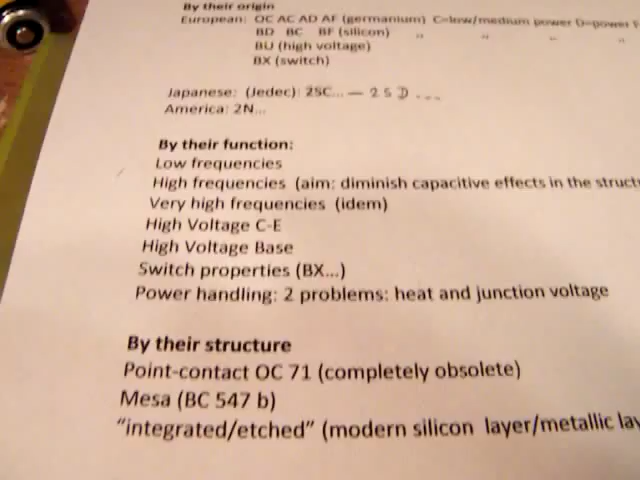 By their origin
European: OC AC AD AF (germanium) C=low/medium power D=power F
BD BC BF (silicon) " " " "
BU (high voltage)
BX (switch)
Japanese: (Jedec): 2SC... — 2SD ...
America: 2N...
By their function:
Low frequencies
High frequencies (aim: diminish capacitive effects in the structu
Very high frequencies (idem)
High Voltage C-E
High Voltage Base
Switch properties (BX...)
Power handling: 2 problems: heat and junction voltage
By their structure
Point-contact OC 71 (completely obsolete)
Mesa (BC 547 b)
"integrated/etched" (modern silicon layer/metallic lay